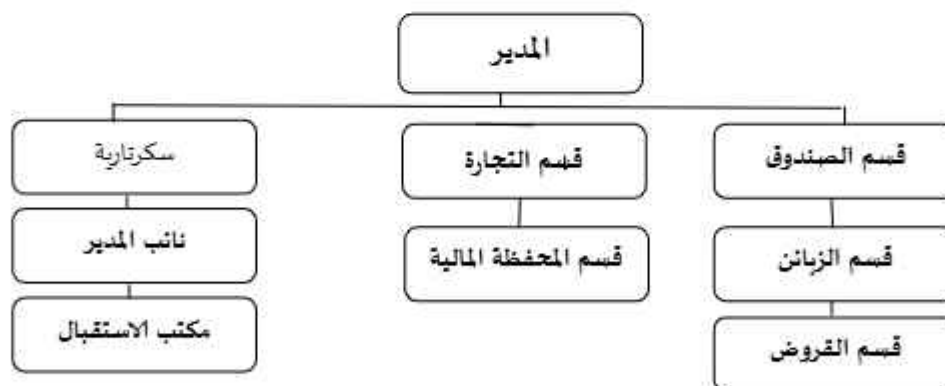 المدير
قسم الصندوق
قسم التجارة
سكرتارية
قسم الزبائن
قسم المحفظة المالية
نائب المدير
قسم القروض
مكتب الاستقبال